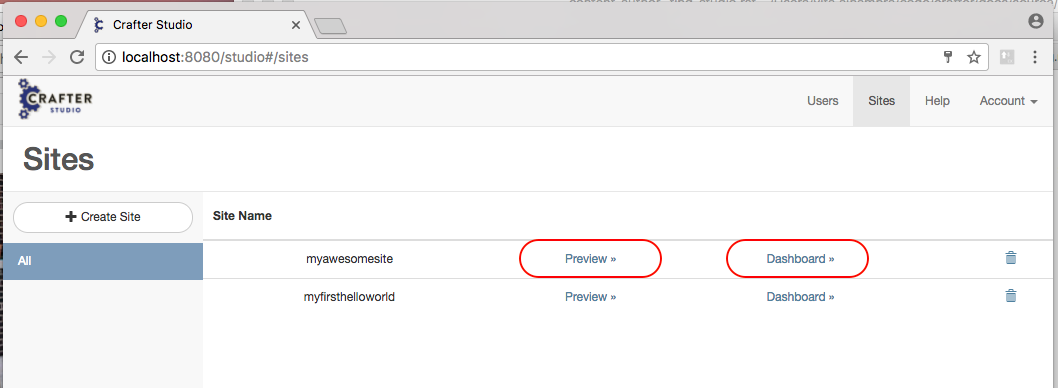 Crafter Studio
localhost:8080/studio#/sites
CRAFTER
STUDIO
Users Sites Help Account
Sites
Create Site
Site Name
All
myawesomesite Preview » Dashboard »
myfirsthelloworld Preview » Dashboard »